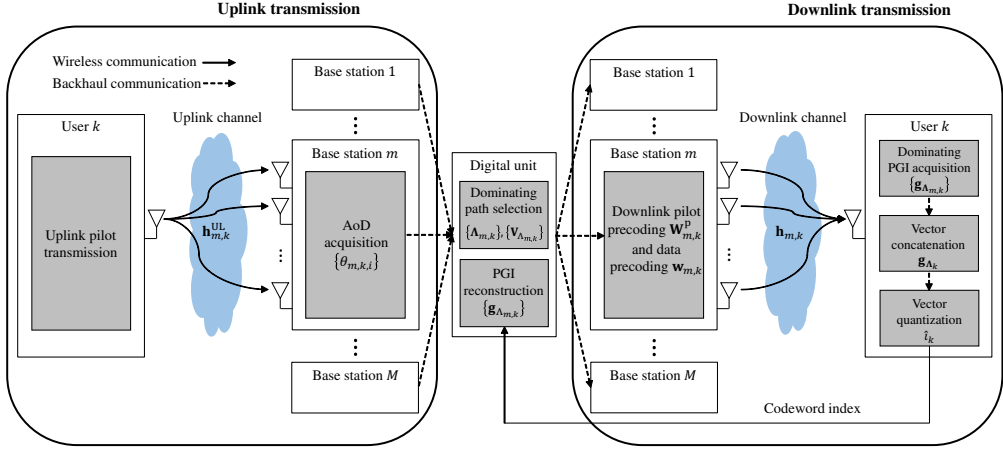 Uplink transmission
Downlink transmission
Wireless communication
Backhaul communication
User k
Uplink pilot
transmission
Uplink channel
h_{m,k}^{UL}
Base station 1
Base station m
AoD
acquisition
{θ_{m,k,i}}
Base station M
Digital unit
Dominating
path selection
{Λ_{m,k}},{V_{Λ_{m,k}}}
PGI
reconstruction
{g_{Λ_{m,k}}}
Base station 1
Base station m
Downlink pilot
precoding W_{m,k}^{p}
and data
precoding w_{m,k}
Base station M
Downlink channel
h_{m,k}
User k
Dominating
PGI acquisition
{g_{Λ_{m,k}}}
Vector
concatenation
g_{Λ_k}
Vector
quantization
î_k
Codeword index